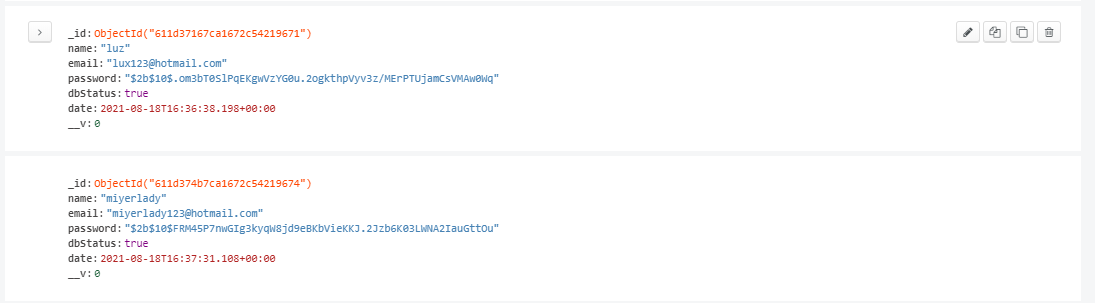 _id: ObjectId("611d37167ca1672c54219671")
name: "luz"
email: "lux123@hotmail.com"
password: "$2b$10$.om3bT0SlPqEKgwVzYG0u.2ogkthpVyv3z/MErPTUjamCsVMAw0Wq"
dbStatus: true
date: 2021-08-18T16:36:38.198+00:00
__v: 0
_id: ObjectId("611d374b7ca1672c54219674")
name: "miyerlady"
email: "miyerlady123@hotmail.com"
password: "$2b$10$FRM45P7nwGIg3kyqW8jd9eBKbVieKKJ.2Jzb6K03LWNA2IauGttOu"
dbStatus: true
date: 2021-08-18T16:37:31.108+00:00
__v: 0